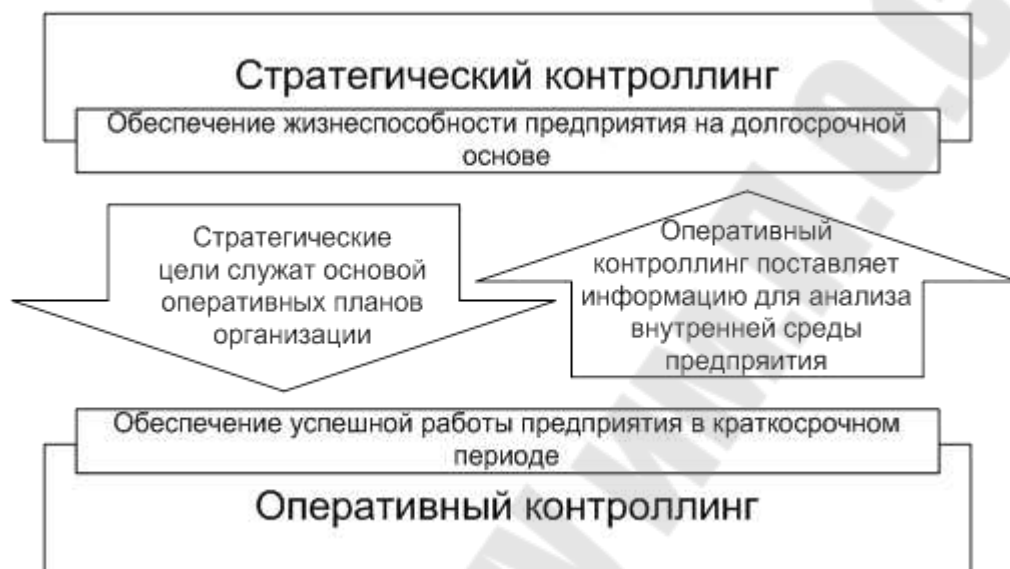 Стратегический контроллинг
Обеспечение жизнеспособности предприятия на долгосрочной
основе
Стратегические
цели служат основой
оперативных планов
организации
Оперативный
контроллинг поставляет
информацию для анализа
внутренней среды
предпряития
Обеспечение успешной работы предприятия в краткосрочном
периоде
Оперативный контроллинг